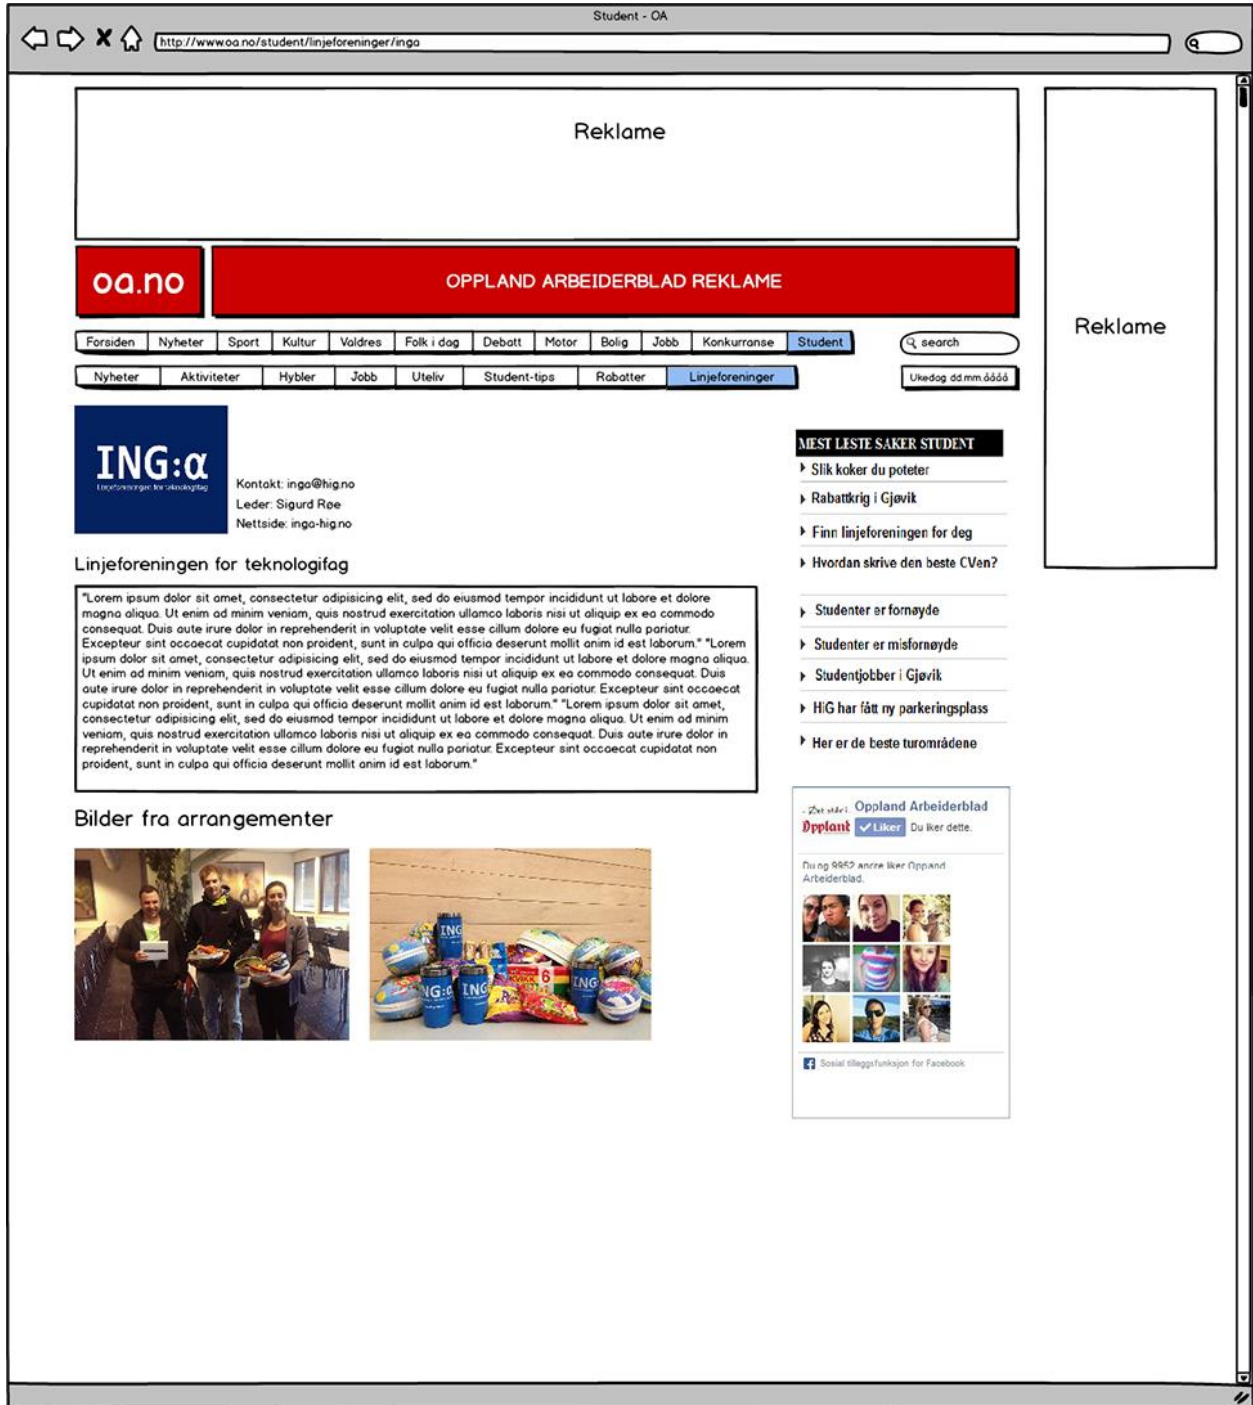 Student - OA
http://www.oa.no/student/linjeforeninger/inga
Reklame
oa.no
OPPLAND ARBEIDERBLAD REKLAME
Reklame
Forsiden Nyheter Sport Kultur Valdres Folk i dag Debatt Motor Bolig Jobb Konkurranse Student
search
Nyheter Aktiviteter Hybler Jobb Uteliv Student-tips Rabatter Linjeforeninger
Ukedag dd.mm.åååå
ING:α
Linjeforeningen for teknologifag
Kontakt: inga@hig.no
Leder: Sigurd Røe
Nettside: inga-hig.no
Linjeforeningen for teknologifag
"Lorem ipsum dolor sit amet, consectetur adipisicing elit, sed do eiusmod tempor incididunt ut labore et dolore
magna aliqua. Ut enim ad minim veniam, quis nostrud exercitation ullamco laboris nisi ut aliquip ex ea commodo
consequat. Duis aute irure dolor in reprehenderit in voluptate velit esse cillum dolore eu fugiat nulla pariatur.
Excepteur sint occaecat cupidatat non proident, sunt in culpa qui officia deserunt mollit anim id est laborum." "Lorem
ipsum dolor sit amet, consectetur adipisicing elit, sed do eiusmod tempor incididunt ut labore et dolore magna aliqua.
Ut enim ad minim veniam, quis nostrud exercitation ullamco laboris nisi ut aliquip ex ea commodo consequat. Duis
aute irure dolor in reprehenderit in voluptate velit esse cillum dolore eu fugiat nulla pariatur. Excepteur sint occaecat
cupidatat non proident, sunt in culpa qui officia deserunt mollit anim id est laborum." "Lorem ipsum dolor sit amet,
consectetur adipisicing elit, sed do eiusmod tempor incididunt ut labore et dolore magna aliqua. Ut enim ad minim
veniam, quis nostrud exercitation ullamco laboris nisi ut aliquip ex ea commodo consequat. Duis aute irure dolor in
reprehenderit in voluptate velit esse cillum dolore eu fugiat nulla pariatur. Excepteur sint occaecat cupidatat non
proident, sunt in culpa qui officia deserunt mollit anim id est laborum."
Bilder fra arrangementer
ING
ING:α
ING
ING
KVIKK
6
MEST LESTE SAKER STUDENT
Slik koker du poteter
Rabattkrig i Gjøvik
Finn linjeforeningen for deg
Hvordan skrive den beste CVen?
Studenter er fornøyde
Studenter er misfornøyde
Studentjobber i Gjøvik
HiG har fått ny parkeringsplass
Her er de beste turområdene
Oppland Arbeiderblad
Oppland
Liker Du liker dette.
Du og 9952 andre liker Oppand
Arbeiderblad.
Sosial tilleggsfunksjon for Facebook